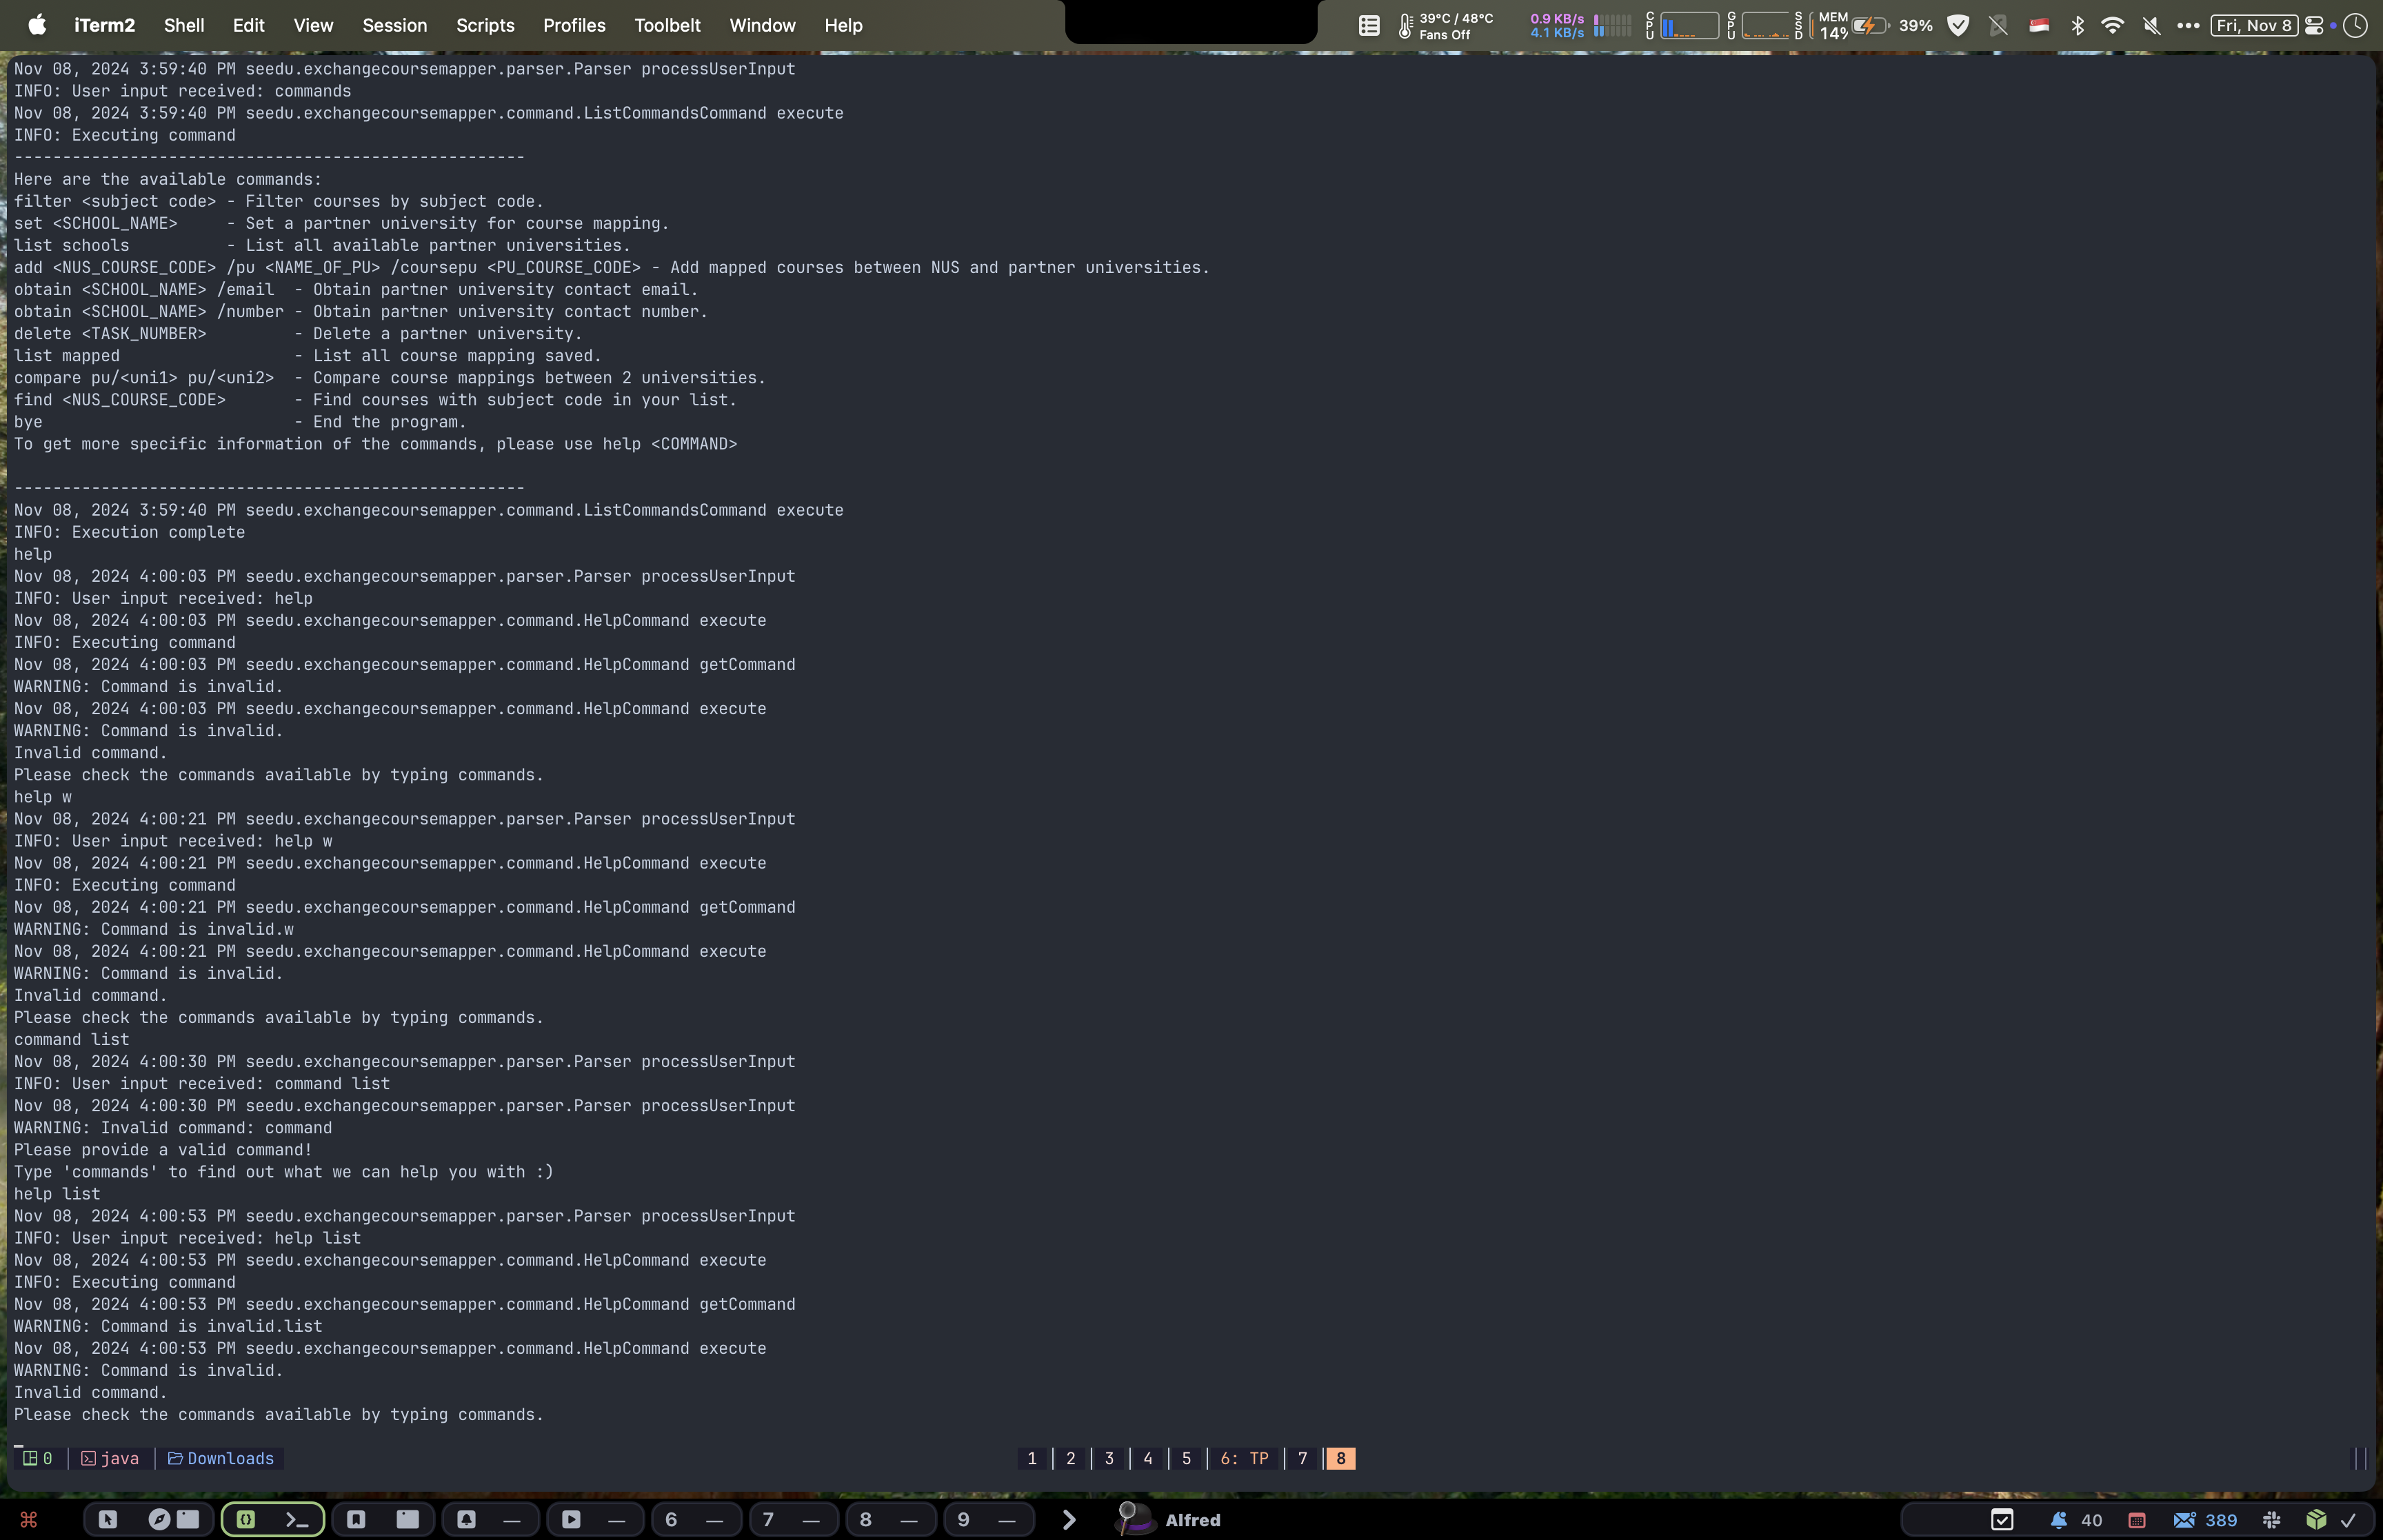 iTerm2 Shell Edit View Session Scripts Profiles Toolbelt Window Help 39°C / 48°C Fans Off 0.9 KB/s 4.1 KB/s CPU GPU SSD MEM 14% 39% Fri, Nov 8
Nov 08, 2024 3:59:40 PM seedu.exchangecoursemapper.parser.Parser processUserInput
INFO: User input received: commands
Nov 08, 2024 3:59:40 PM seedu.exchangecoursemapper.command.ListCommandsCommand execute
INFO: Executing command
-----------------------------------------------------
Here are the available commands:
filter <subject code> - Filter courses by subject code.
set <SCHOOL_NAME>     - Set a partner university for course mapping.
list schools          - List all available partner universities.
add <NUS_COURSE_CODE> /pu <NAME_OF_PU> /coursepu <PU_COURSE_CODE> - Add mapped courses between NUS and partner universities.
obtain <SCHOOL_NAME> /email  - Obtain partner university contact email.
obtain <SCHOOL_NAME> /number - Obtain partner university contact number.
delete <TASK_NUMBER>         - Delete a partner university.
list mapped                  - List all course mapping saved.
compare pu/<uni1> pu/<uni2>  - Compare course mappings between 2 universities.
find <NUS_COURSE_CODE>       - Find courses with subject code in your list.
bye                          - End the program.
To get more specific information of the commands, please use help <COMMAND>
-----------------------------------------------------
Nov 08, 2024 3:59:40 PM seedu.exchangecoursemapper.command.ListCommandsCommand execute
INFO: Execution complete
help
Nov 08, 2024 4:00:03 PM seedu.exchangecoursemapper.parser.Parser processUserInput
INFO: User input received: help
Nov 08, 2024 4:00:03 PM seedu.exchangecoursemapper.command.HelpCommand execute
INFO: Executing command
Nov 08, 2024 4:00:03 PM seedu.exchangecoursemapper.command.HelpCommand getCommand
WARNING: Command is invalid.
Nov 08, 2024 4:00:03 PM seedu.exchangecoursemapper.command.HelpCommand execute
WARNING: Command is invalid.
Invalid command.
Please check the commands available by typing commands.
help w
Nov 08, 2024 4:00:21 PM seedu.exchangecoursemapper.parser.Parser processUserInput
INFO: User input received: help w
Nov 08, 2024 4:00:21 PM seedu.exchangecoursemapper.command.HelpCommand execute
INFO: Executing command
Nov 08, 2024 4:00:21 PM seedu.exchangecoursemapper.command.HelpCommand getCommand
WARNING: Command is invalid.w
Nov 08, 2024 4:00:21 PM seedu.exchangecoursemapper.command.HelpCommand execute
WARNING: Command is invalid.
Invalid command.
Please check the commands available by typing commands.
command list
Nov 08, 2024 4:00:30 PM seedu.exchangecoursemapper.parser.Parser processUserInput
INFO: User input received: command list
Nov 08, 2024 4:00:30 PM seedu.exchangecoursemapper.parser.Parser processUserInput
WARNING: Invalid command: command
Please provide a valid command!
Type 'commands' to find out what we can help you with :)
help list
Nov 08, 2024 4:00:53 PM seedu.exchangecoursemapper.parser.Parser processUserInput
INFO: User input received: help list
Nov 08, 2024 4:00:53 PM seedu.exchangecoursemapper.command.HelpCommand execute
INFO: Executing command
Nov 08, 2024 4:00:53 PM seedu.exchangecoursemapper.command.HelpCommand getCommand
WARNING: Command is invalid.list
Nov 08, 2024 4:00:53 PM seedu.exchangecoursemapper.command.HelpCommand execute
WARNING: Command is invalid.
Invalid command.
Please check the commands available by typing commands.
0 | java | Downloads 1 | 2 | 3 | 4 | 5 | 6: TP | 7 | 8
6 — 7 — 8 — 9 — Alfred 40 389